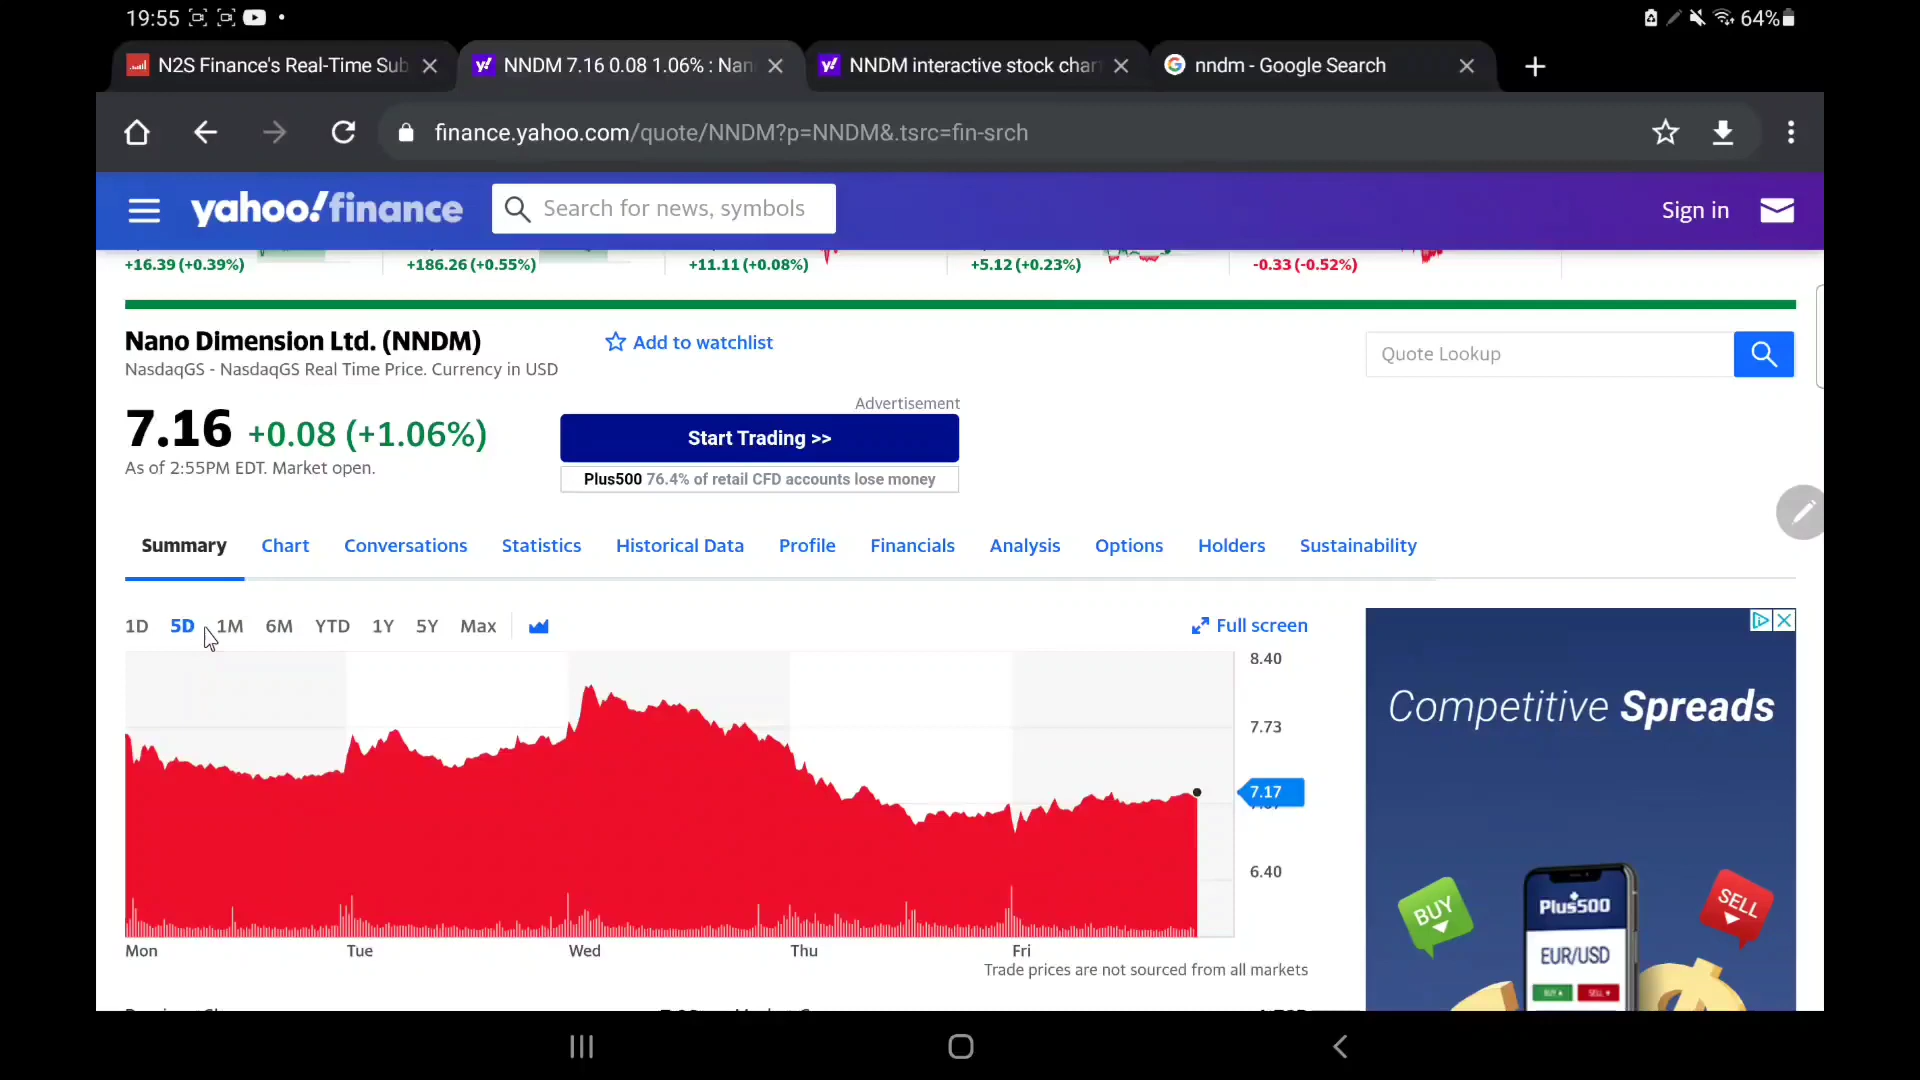 19:55
64%
N2S Finance's Real-Time Sub
NNDM 7.16 0.08 1.06% : Nan
NNDM interactive stock char
nndm - Google Search
finance.yahoo.com/quote/NNDM?p=NNDM&.tsrc=fin-srch
yahoo!finance
Search for news, symbols
Sign in
+16.39 (+0.39%)
+186.26 (+0.55%)
+11.11 (+0.08%)
+5.12 (+0.23%)
-0.33 (-0.52%)
Nano Dimension Ltd. (NNDM)
Add to watchlist
NasdaqGS - NasdaqGS Real Time Price. Currency in USD
Quote Lookup
7.16 +0.08 (+1.06%)
As of 2:55PM EDT. Market open.
Advertisement
Start Trading >>
Plus500 76.4% of retail CFD accounts lose money
Summary Chart Conversations Statistics Historical Data Profile Financials Analysis Options Holders Sustainability
1D 5D 1M 6M YTD 1Y 5Y Max
Full screen
8.40
7.73
7.17
6.40
Mon Tue Wed Thu Fri
Trade prices are not sourced from all markets
Competitive Spreads
BUY
SELL
Plus500
EUR/USD
BUY
SELL